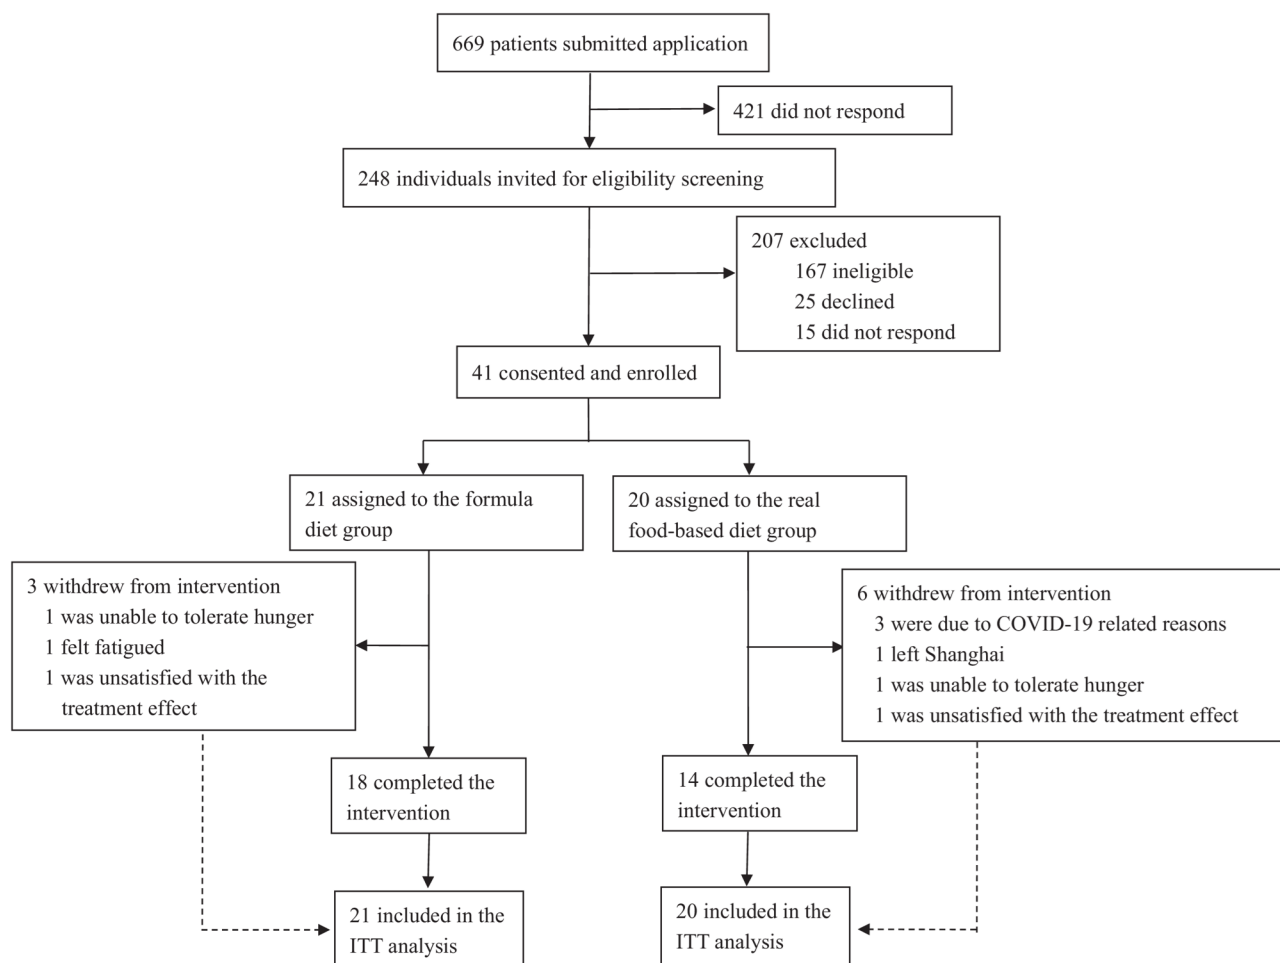 669 patients submitted application
421 did not respond
248 individuals invited for eligibility screening
207 excluded
167 ineligible
25 declined
15 did not respond
41 consented and enrolled
21 assigned to the formula
diet group
20 assigned to the real
food-based diet group
3 withdrew from intervention
1 was unable to tolerate hunger
1 felt fatigued
1 was unsatisfied with the
treatment effect
6 withdrew from intervention
3 were due to COVID-19 related reasons
1 left Shanghai
1 was unable to tolerate hunger
1 was unsatisfied with the treatment effect
18 completed the
intervention
14 completed the
intervention
21 included in the
ITT analysis
20 included in the
ITT analysis